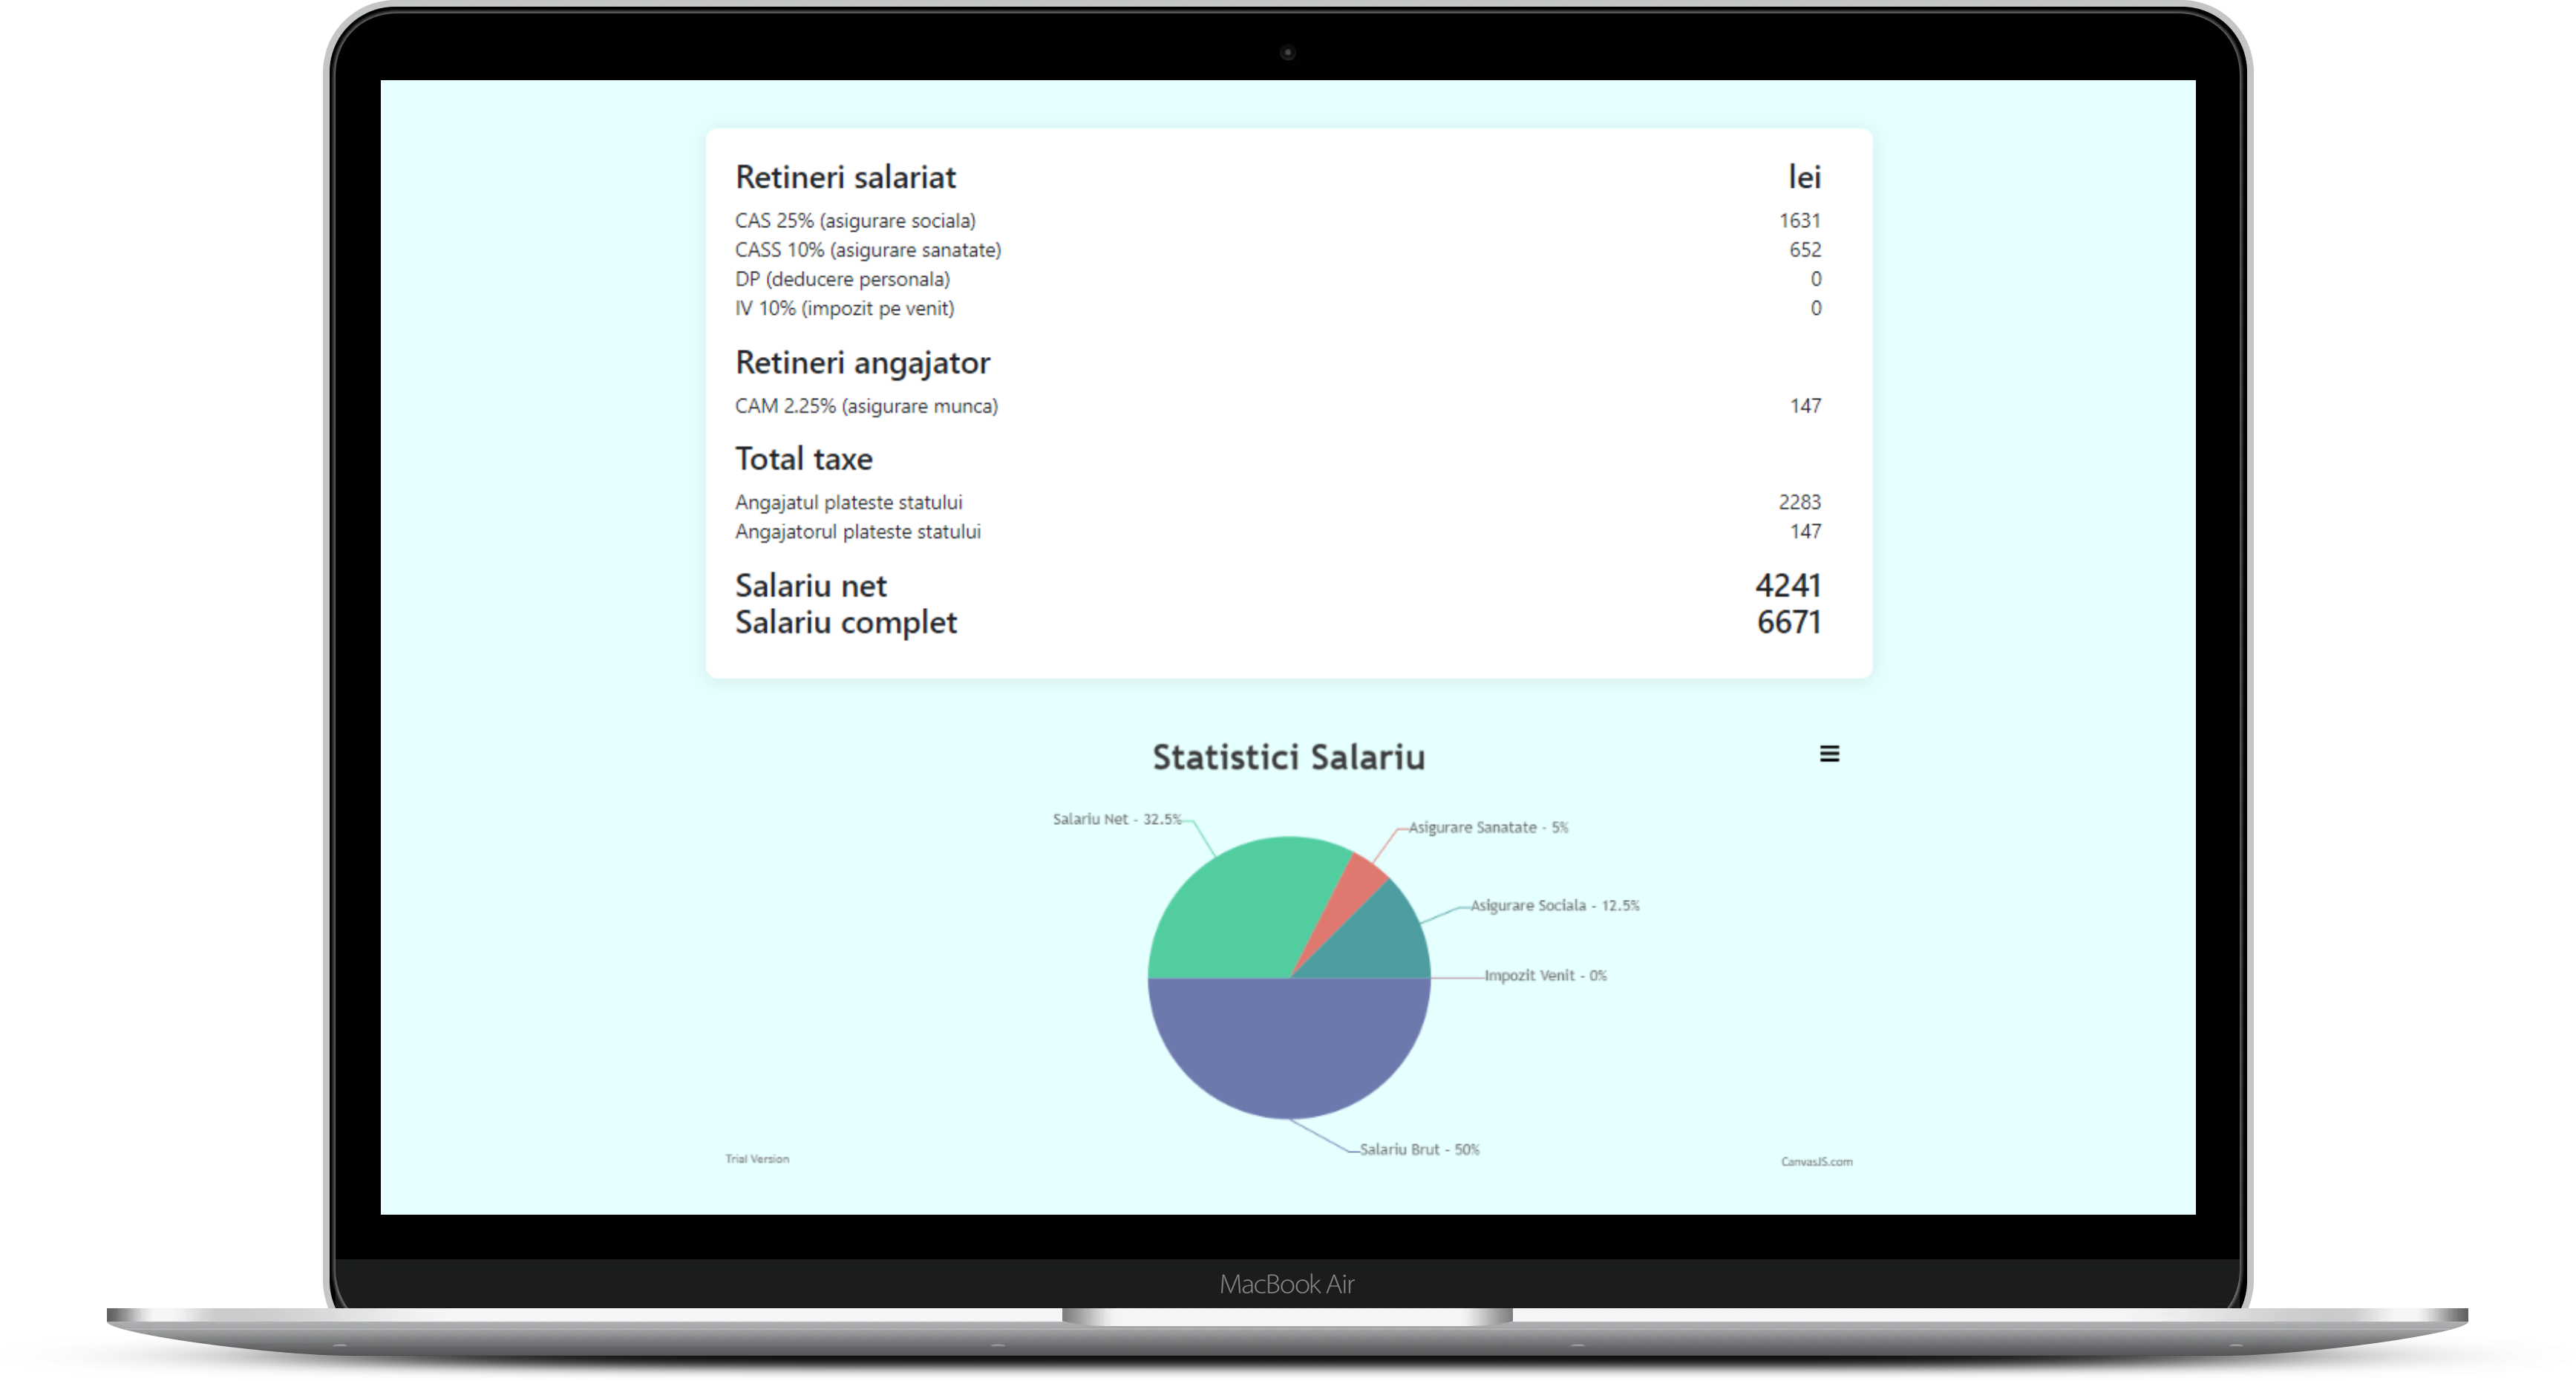 Retineri salariat lei
CAS 25% (asigurare sociala) 1631
CASS 10% (asigurare sanatate) 652
DP (deducere personala) 0
IV 10% (impozit pe venit) 0
Retineri angajator
CAM 2.25% (asigurare munca) 147
Total taxe
Angajatul plateste statului 2283
Angajatorul plateste statului 147
Salariu net 4241
Salariu complet 6671
Statistici Salariu
Salariu Net - 32.5%
Asigurare Sanatate - 5%
Asigurare Sociala - 12.5%
Impozit Venit - 0%
Salariu Brut - 50%
Trial Version
CanvasJS.com
MacBook Air